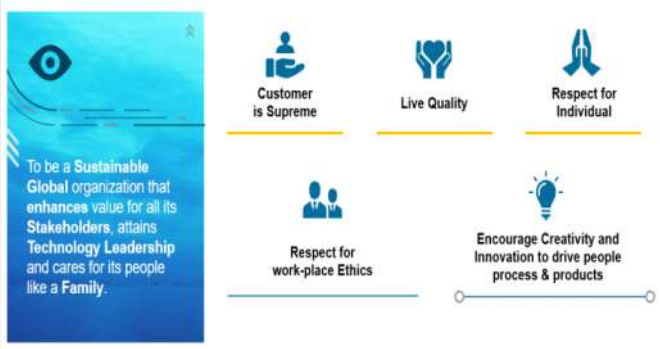 To be a Sustainable
Global organization that
enhances value for all its
Stakeholders, attains
Technology Leadership
and cares for its people
like a Family.
Customer
is Supreme
Live Quality
Respect for
Individual
Respect for
work-place Ethics
Encourage Creativity and
Innovation to drive people
process & products